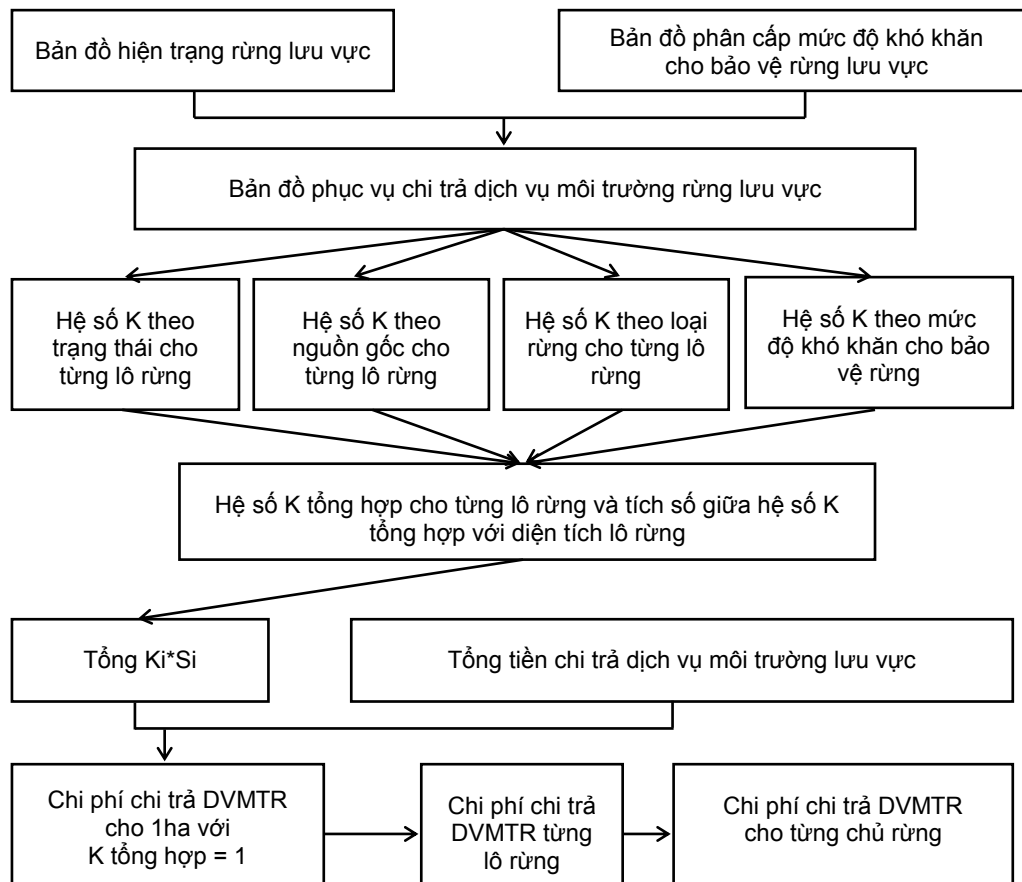 Bản đồ hiện trạng rừng lưu vực
Bản đồ phân cấp mức độ khó khăn
cho bảo vệ rừng lưu vực
Bản đồ phục vụ chi trả dịch vụ môi trường rừng lưu vực
Hệ số K theo
trạng thái cho
từng lô rừng
Hệ số K theo
nguồn gốc cho
từng lô rừng
Hệ số K theo loại
rừng cho từng lô
rừng
Hệ số K theo mức
độ khó khăn cho bảo
vệ rừng
Hệ số K tổng hợp cho từng lô rừng và tích số giữa hệ số K
tổng hợp với diện tích lô rừng
Tổng Ki*Si
Tổng tiền chi trả dịch vụ môi trường lưu vực
Chi phí chi trả DVMTR
cho 1ha với
K tổng hợp = 1
Chi phí chi trả
DVMTR từng
lô rừng
Chi phí chi trả DVMTR
cho từng chủ rừng